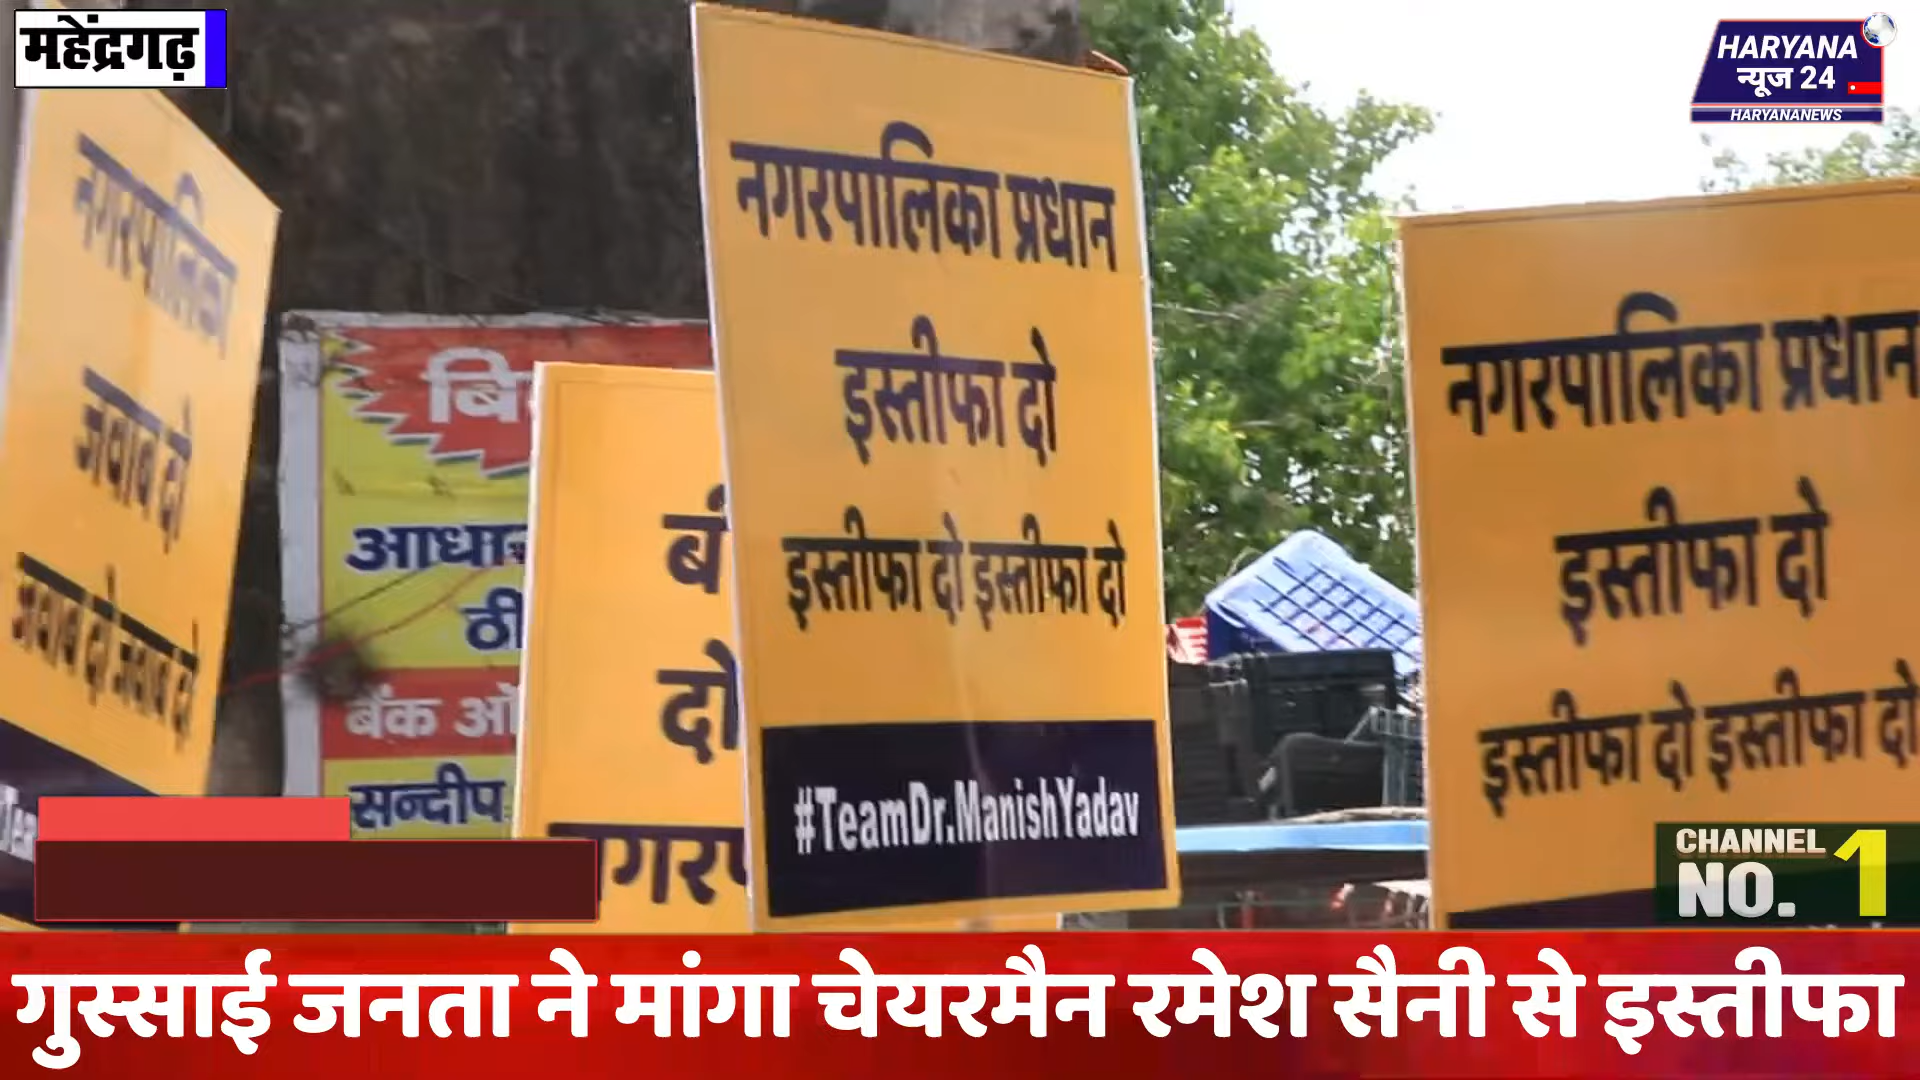 महेंद्रगढ़
HARYANA
न्यूज 24
HARYANANEWS
नगरपालिका
जवाब दो
जवाब दो जवाब दो
आधार
बैंक ऑ
सन्दीप
दो
नगरपालिका प्रधान
इस्तीफा दो
इस्तीफा दो इस्तीफा दो
#TeamDr.ManishYadav
नगरपालिका प्रधान
इस्तीफा दो
इस्तीफा दो इस्तीफा दो
CHANNEL
NO. 1
गुस्साई जनता ने मांगा चेयरमैन रमेश सैनी से इस्तीफा